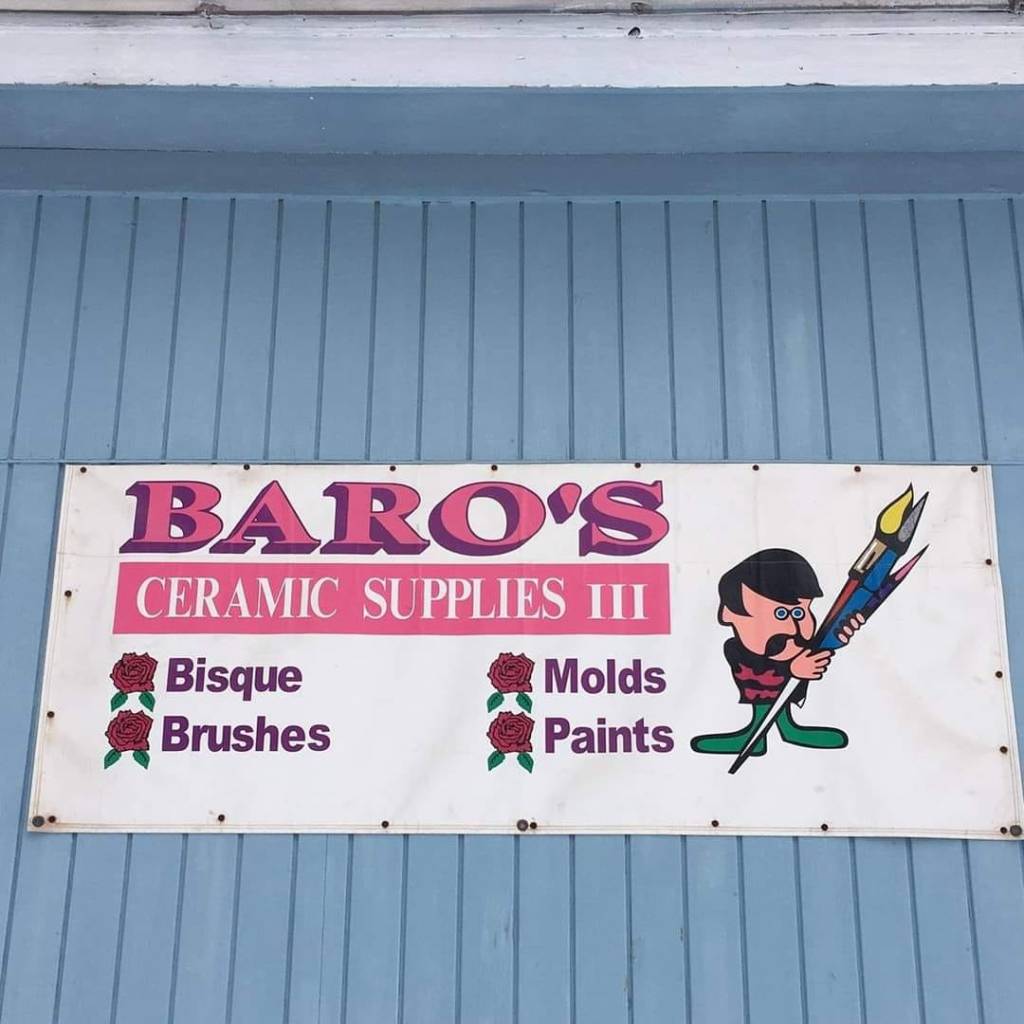 BARO'S
CERAMIC SUPPLIES III
Bisque
Brushes
Molds
Paints